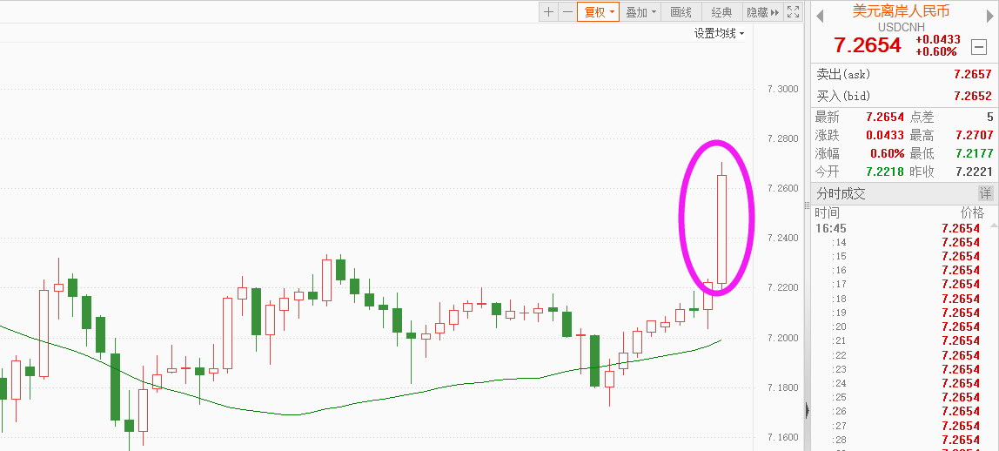 复权 叠加 画线 经典 隐藏
设置均线
7.3000
7.2800
7.2600
7.2400
7.2200
7.2000
7.1800
7.1600
美元离岸人民币
USDCNH
7.2654 +0.0433
+0.60%
卖出(ask) 7.2657
买入(bid) 7.2652
最新 7.2654 点差 5
涨跌 0.0433 最高 7.2707
涨幅 0.60% 最低 7.2177
今开 7.2218 昨收 7.2221
分时成交 详
时间 价格
16:45 7.2654
:14 7.2654
:15 7.2654
:16 7.2654
:17 7.2654
:18 7.2654
:19 7.2654
:20 7.2654
:21 7.2654
:22 7.2654
:23 7.2654
:24 7.2654
:25 7.2654
:26 7.2654
:27 7.2654
:28 7.2654